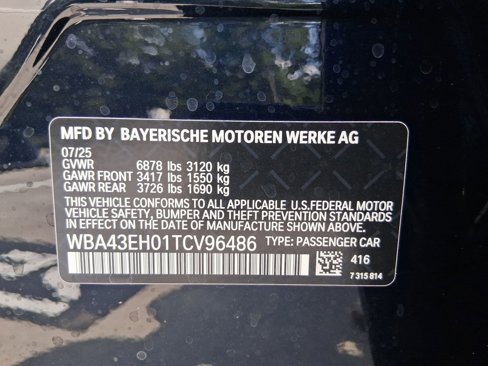 MFD BY BAYERISCHE MOTOREN WERKE AG
07/25
GVWR 6878 lbs 3120 kg
GAWR FRONT 3417 lbs 1550 kg
GAWR REAR 3726 lbs 1690 kg
THIS VEHICLE CONFORMS TO ALL APPLICABLE U.S.FEDERAL MOTOR
VEHICLE SAFETY, BUMPER AND THEFT PREVENTION STANDARDS
IN EFFECT ON THE DATE OF MANUFACTURE SHOWN ABOVE.
WBA43EH01TCV96486 TYPE: PASSENGER CAR
416
7 315 814